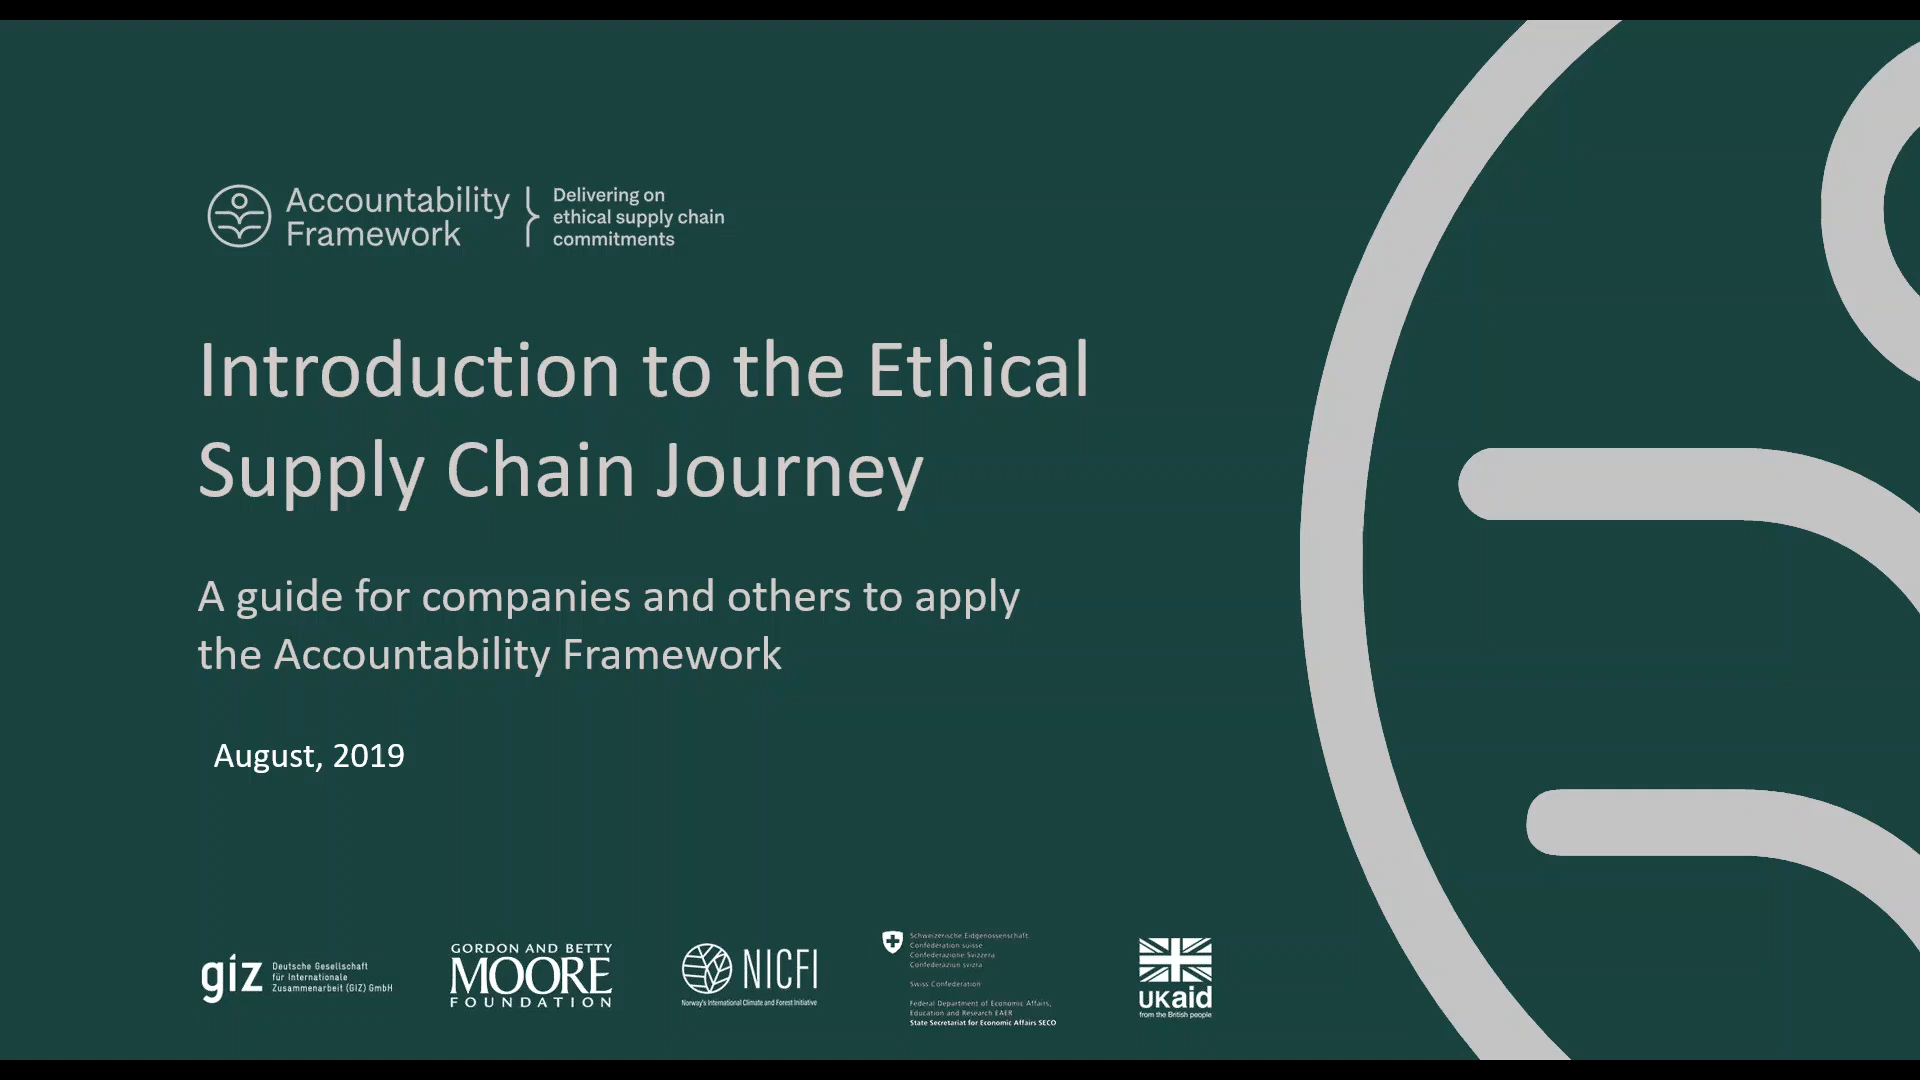 Accountability
Framework
Delivering on
ethical supply chain
commitments
Introduction to the Ethical
Supply Chain Journey
A guide for companies and others to apply
the Accountability Framework
August, 2019
giz
Deutsche Gesellschaft
für Internationale
Zusammenarbeit (GIZ) GmbH
GORDON AND BETTY
MOORE
FOUNDATION
NICFI
Norway's International Climate and Forest Initiative
Schweizerische Eidgenossenschaft
Confédération suisse
Confederazione Svizzera
Confederaziun svizra
Swiss Confederation
Federal Department of Economic Affairs,
Education and Research EAER
State Secretariat for Economic Affairs SECO
UKaid
from the British people